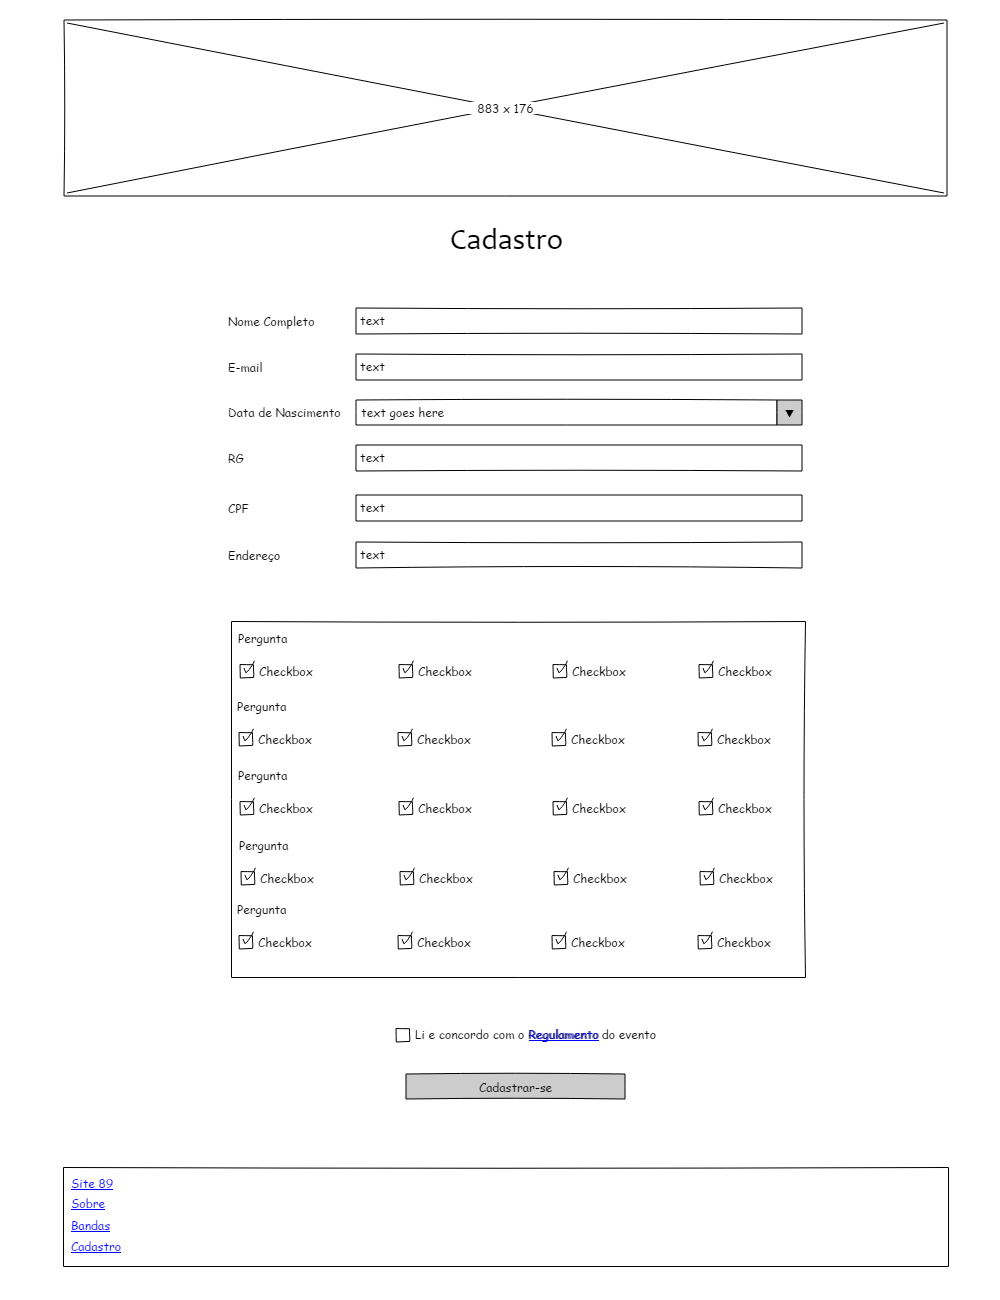 883 x 176
Cadastro
Nome Completo text
E-mail text
Data de Nascimento text goes here
RG text
CPF text
Endereço text
Pergunta
Checkbox Checkbox Checkbox Checkbox
Pergunta
Checkbox Checkbox Checkbox Checkbox
Pergunta
Checkbox Checkbox Checkbox Checkbox
Pergunta
Checkbox Checkbox Checkbox Checkbox
Pergunta
Checkbox Checkbox Checkbox Checkbox
Li e concordo com o Regulamento do evento
Cadastrar-se
Site 89
Sobre
Bandas
Cadastro